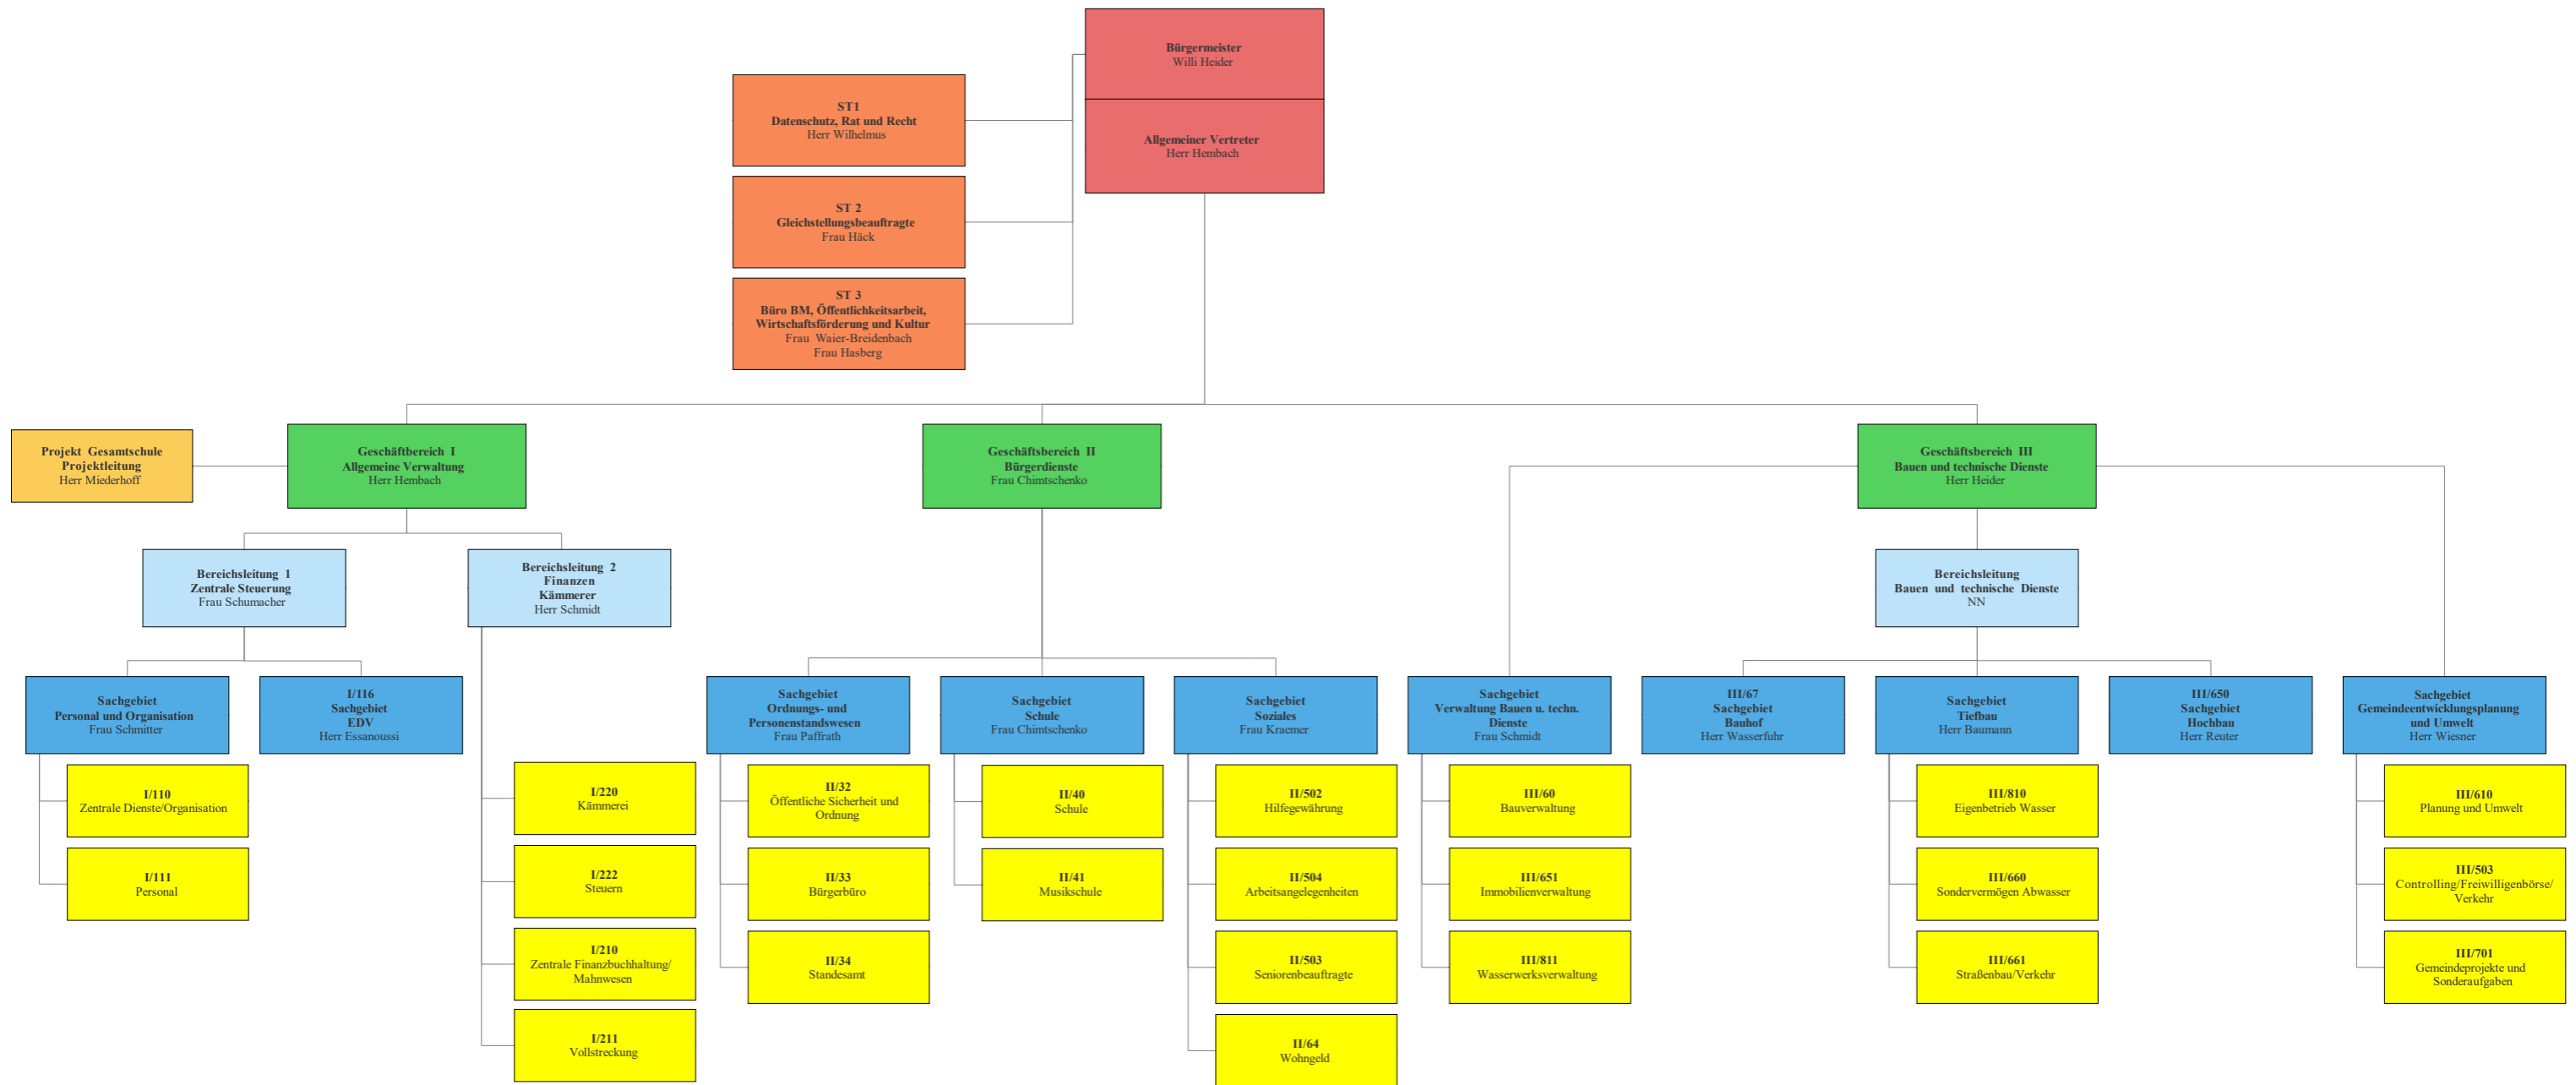 Bürgermeister
Willi Heider
Allgemeiner Vertreter
Herr Hembach
ST1
Datenschutz, Rat und Recht
Herr Wilhelmus
ST 2
Gleichstellungsbeauftragte
Frau Häck
ST 3
Büro BM, Öffentlichkeitsarbeit,
Wirtschaftsförderung und Kultur
Frau Waier-Breidenbach
Frau Hasberg
Projekt Gesamtschule
Projektleitung
Herr Miederhoff
Geschäftbereich I
Allgemeine Verwaltung
Herr Hembach
Geschäftsbereich II
Bürgerdienste
Frau Chimtschenko
Geschäftsbereich III
Bauen und technische Dienste
Herr Heider
Bereichsleitung 1
Zentrale Steuerung
Frau Schumacher
Bereichsleitung 2
Finanzen
Kämmerer
Herr Schmidt
Bereichsleitung
Bauen und technische Dienste
NN
Sachgebiet
Personal und Organisation
Frau Schmitter
I/116
Sachgebiet
EDV
Herr Essanoussi
Sachgebiet
Ordnungs- und
Personenstandswesen
Frau Paffrath
Sachgebiet
Schule
Frau Chimtschenko
Sachgebiet
Soziales
Frau Kraemer
Sachgebiet
Verwaltung Bauen u. techn.
Dienste
Frau Schmidt
III/67
Sachgebiet
Bauhof
Herr Wasserfuhr
Sachgebiet
Tiefbau
Herr Baumann
III/650
Sachgebiet
Hochbau
Herr Reuter
Sachgebiet
Gemeindeentwicklungsplanung
und Umwelt
Herr Wiesner
I/110
Zentrale Dienste/Organisation
I/111
Personal
I/220
Kämmerei
I/222
Steuern
I/210
Zentrale Finanzbuchhaltung/
Mahnwesen
I/211
Vollstreckung
II/32
Öffentliche Sicherheit und
Ordnung
II/33
Bürgerbüro
II/34
Standesamt
II/40
Schule
II/41
Musikschule
II/502
Hilfegewährung
II/504
Arbeitsangelegenheiten
II/503
Seniorenbeauftragte
II/64
Wohngeld
III/60
Bauverwaltung
III/651
Immobilienverwaltung
III/811
Wasserwerksverwaltung
III/810
Eigenbetrieb Wasser
III/660
Sondervermögen Abwasser
III/661
Straßenbau/Verkehr
III/610
Planung und Umwelt
III/503
Controlling/Freiwilligenbörse/
Verkehr
III/701
Gemeindeprojekte und
Sonderaufgaben